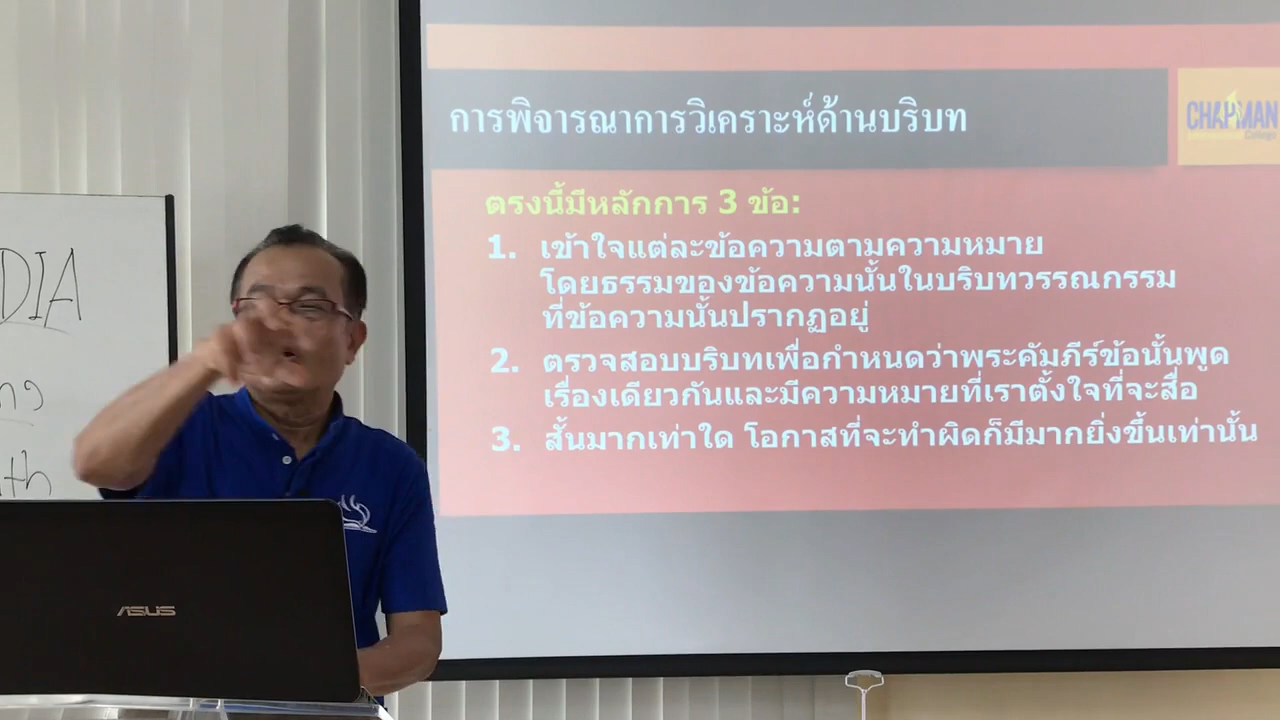 การพิจารณาการวิเคราะห์ด้านบริบท
CHAPMAN
College
ตรงนี้มีหลักการ 3 ข้อ:
1. เข้าใจแต่ละข้อความตามความหมาย
โดยธรรมของข้อความนั้นในบริบทวรรณกรรม
ที่ข้อความนั้นปรากฏอยู่
2. ตรวจสอบบริบทเพื่อกำหนดว่าพระคัมภีร์ข้อนั้นพูด
เรื่องเดียวกันและมีความหมายที่เราตั้งใจที่จะสื่อ
3. สั้นมากเท่าใด โอกาสที่จะทำผิดก็มีมากยิ่งขึ้นเท่านั้น
DIA
ASUS